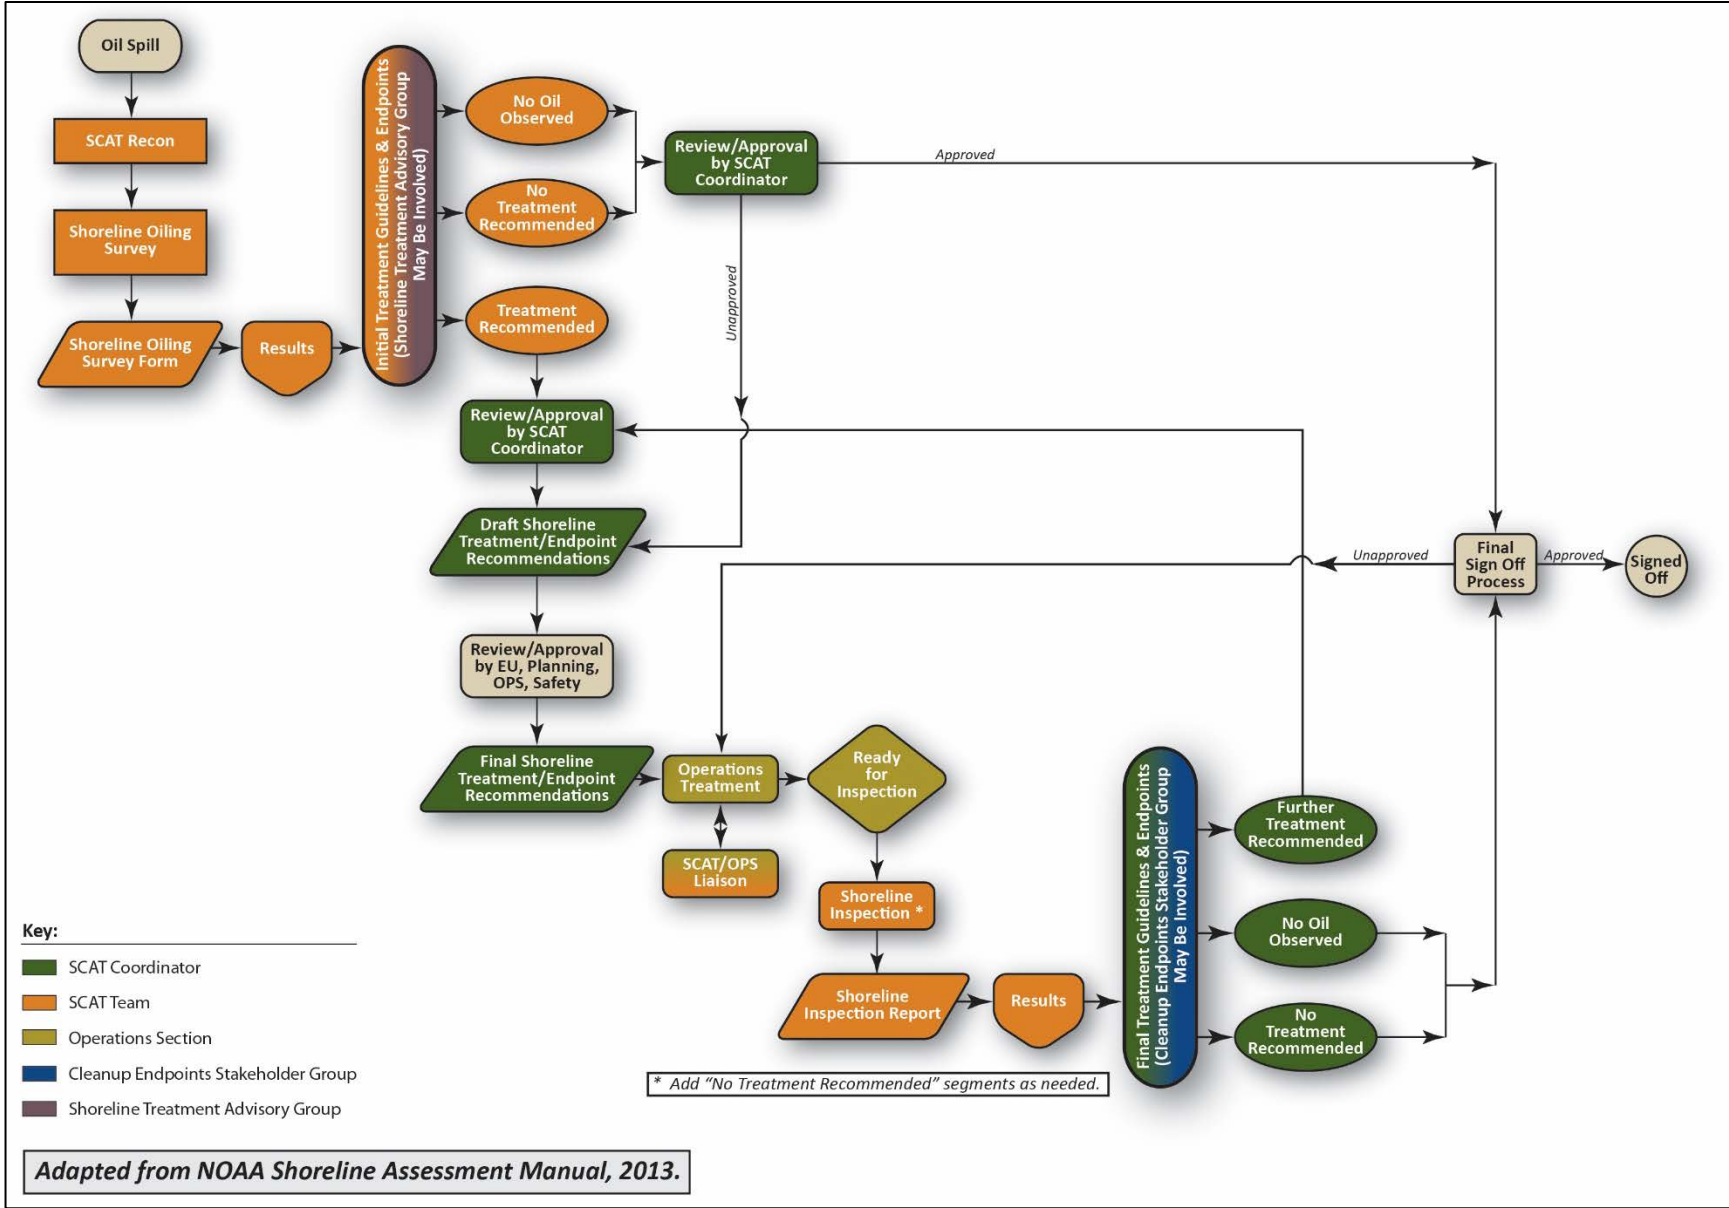 Oil Spill
SCAT Recon
Shoreline Oiling
Survey
Shoreline Oiling
Survey Form
Results
Initial Treatment Guidelines & Endpoints
(Shoreline Treatment Advisory Group
May Be Involved)
No Oil
Observed
No
Treatment
Recommended
Treatment
Recommended
Review/Approval
by SCAT
Coordinator
Approved
Unapproved
Review/Approval
by SCAT
Coordinator
Draft Shoreline
Treatment/Endpoint
Recommendations
Review/Approval
by EU, Planning,
OPS, Safety
Final Shoreline
Treatment/Endpoint
Recommendations
Operations
Treatment
SCAT/OPS
Liaison
Ready
for
Inspection
Shoreline
Inspection *
Shoreline
Inspection Report
Results
Final Treatment Guidelines & Endpoints
(Cleanup Endpoints Stakeholder Group
May Be Involved)
Further
Treatment
Recommended
No Oil
Observed
No
Treatment
Recommended
Unapproved
Final
Sign Off
Process
Approved
Signed
Off
* Add “No Treatment Recommended” segments as needed.
Key:
SCAT Coordinator
SCAT Team
Operations Section
Cleanup Endpoints Stakeholder Group
Shoreline Treatment Advisory Group
Adapted from NOAA Shoreline Assessment Manual, 2013.